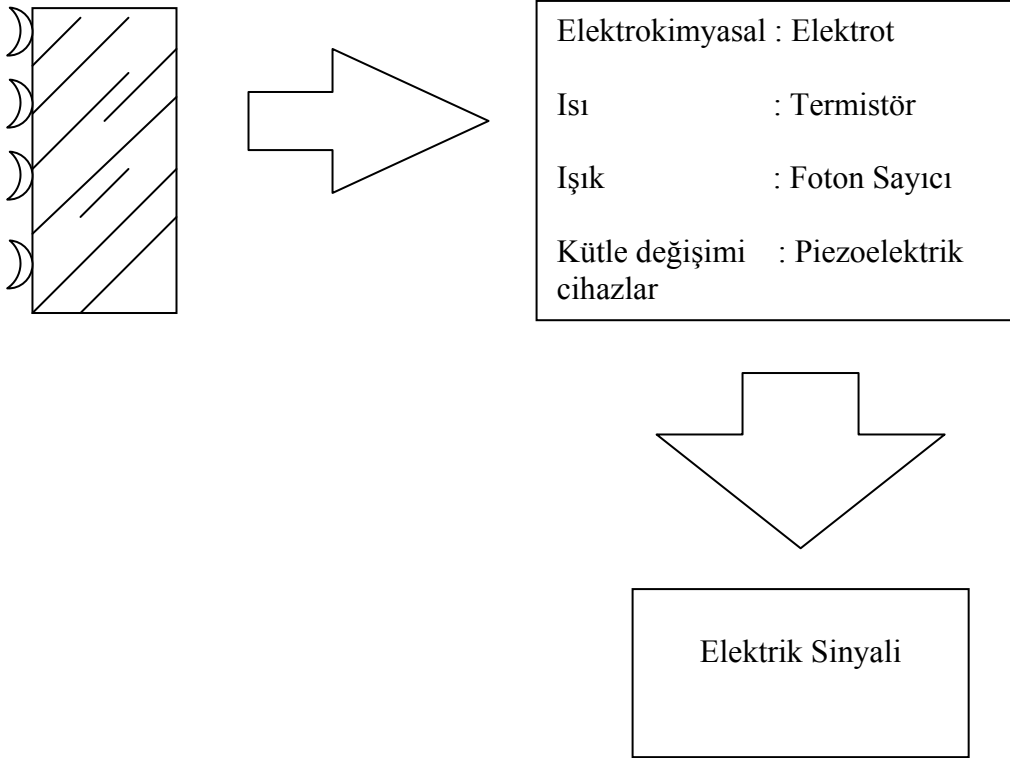 Elektrokimyasal : Elektrot
Isı : Termistör
Işık : Foton Sayıcı
Kütle değişimi : Piezoelektrik
cihazlar
Elektrik Sinyali